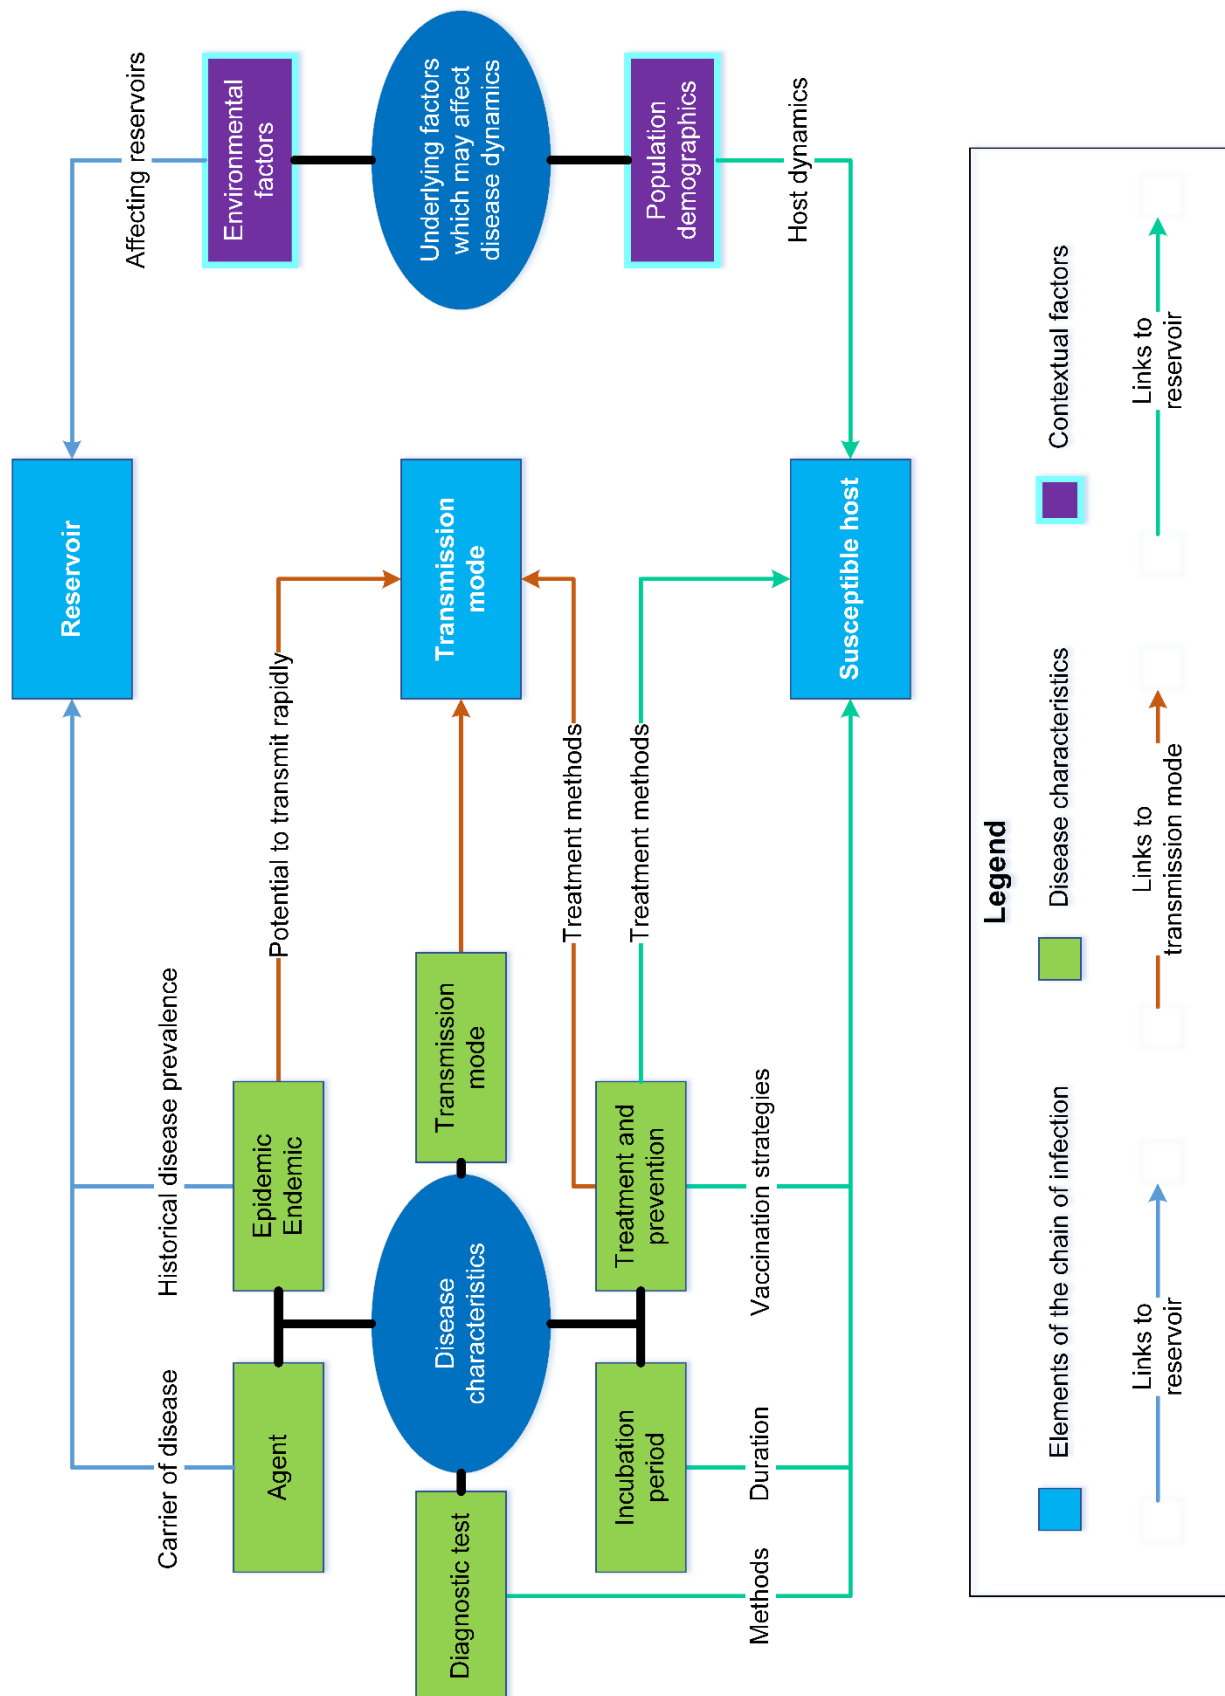 Carrier of disease
Historical disease prevalence
Affecting reservoirs
Reservoir
Agent
Epidemic
Endemic
Potential to transmit rapidly
Environmental
factors
Diagnostic test
Disease
characteristics
Transmission
mode
Transmission
mode
Underlying factors
which may affect
disease dynamics
Treatment methods
Treatment methods
Incubation
period
Treatment and
prevention
Population
demographics
Methods
Duration
Vaccination strategies
Susceptible host
Host dynamics
Legend
Elements of the chain of infection
Disease characteristics
Contextual factors
Links to
reservoir
Links to
transmission mode
Links to
reservoir